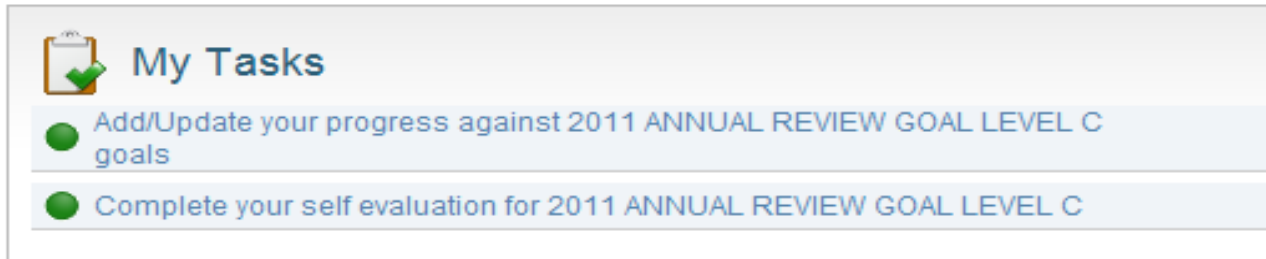 My Tasks
Add/Update your progress against 2011 ANNUAL REVIEW GOAL LEVEL C
goals
Complete your self evaluation for 2011 ANNUAL REVIEW GOAL LEVEL C